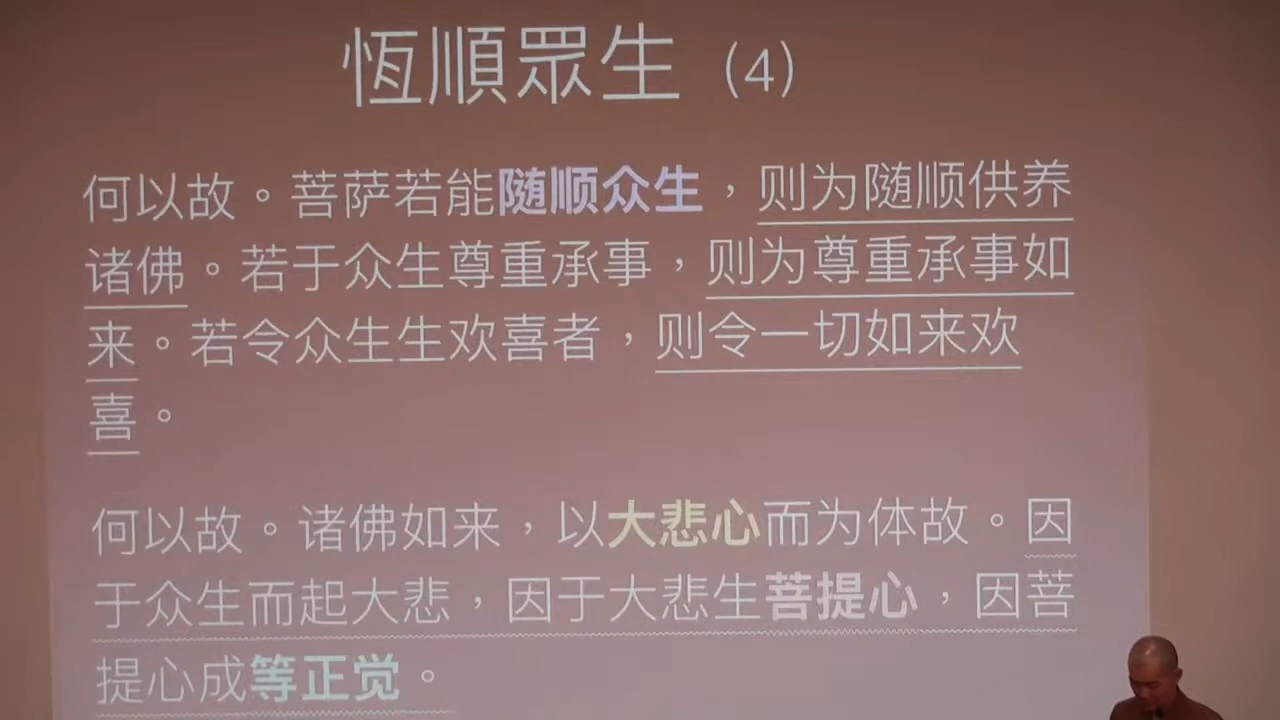 恆順眾生（4）
何以故。菩萨若能随顺众生，则为随顺供养
诸佛。若于众生尊重承事，则为尊重承事如
来。若令众生生欢喜者，则令一切如来欢
喜。
何以故。诸佛如来，以大悲心而为体故。因
于众生而起大悲，因于大悲生菩提心，因菩
提心成等正觉。